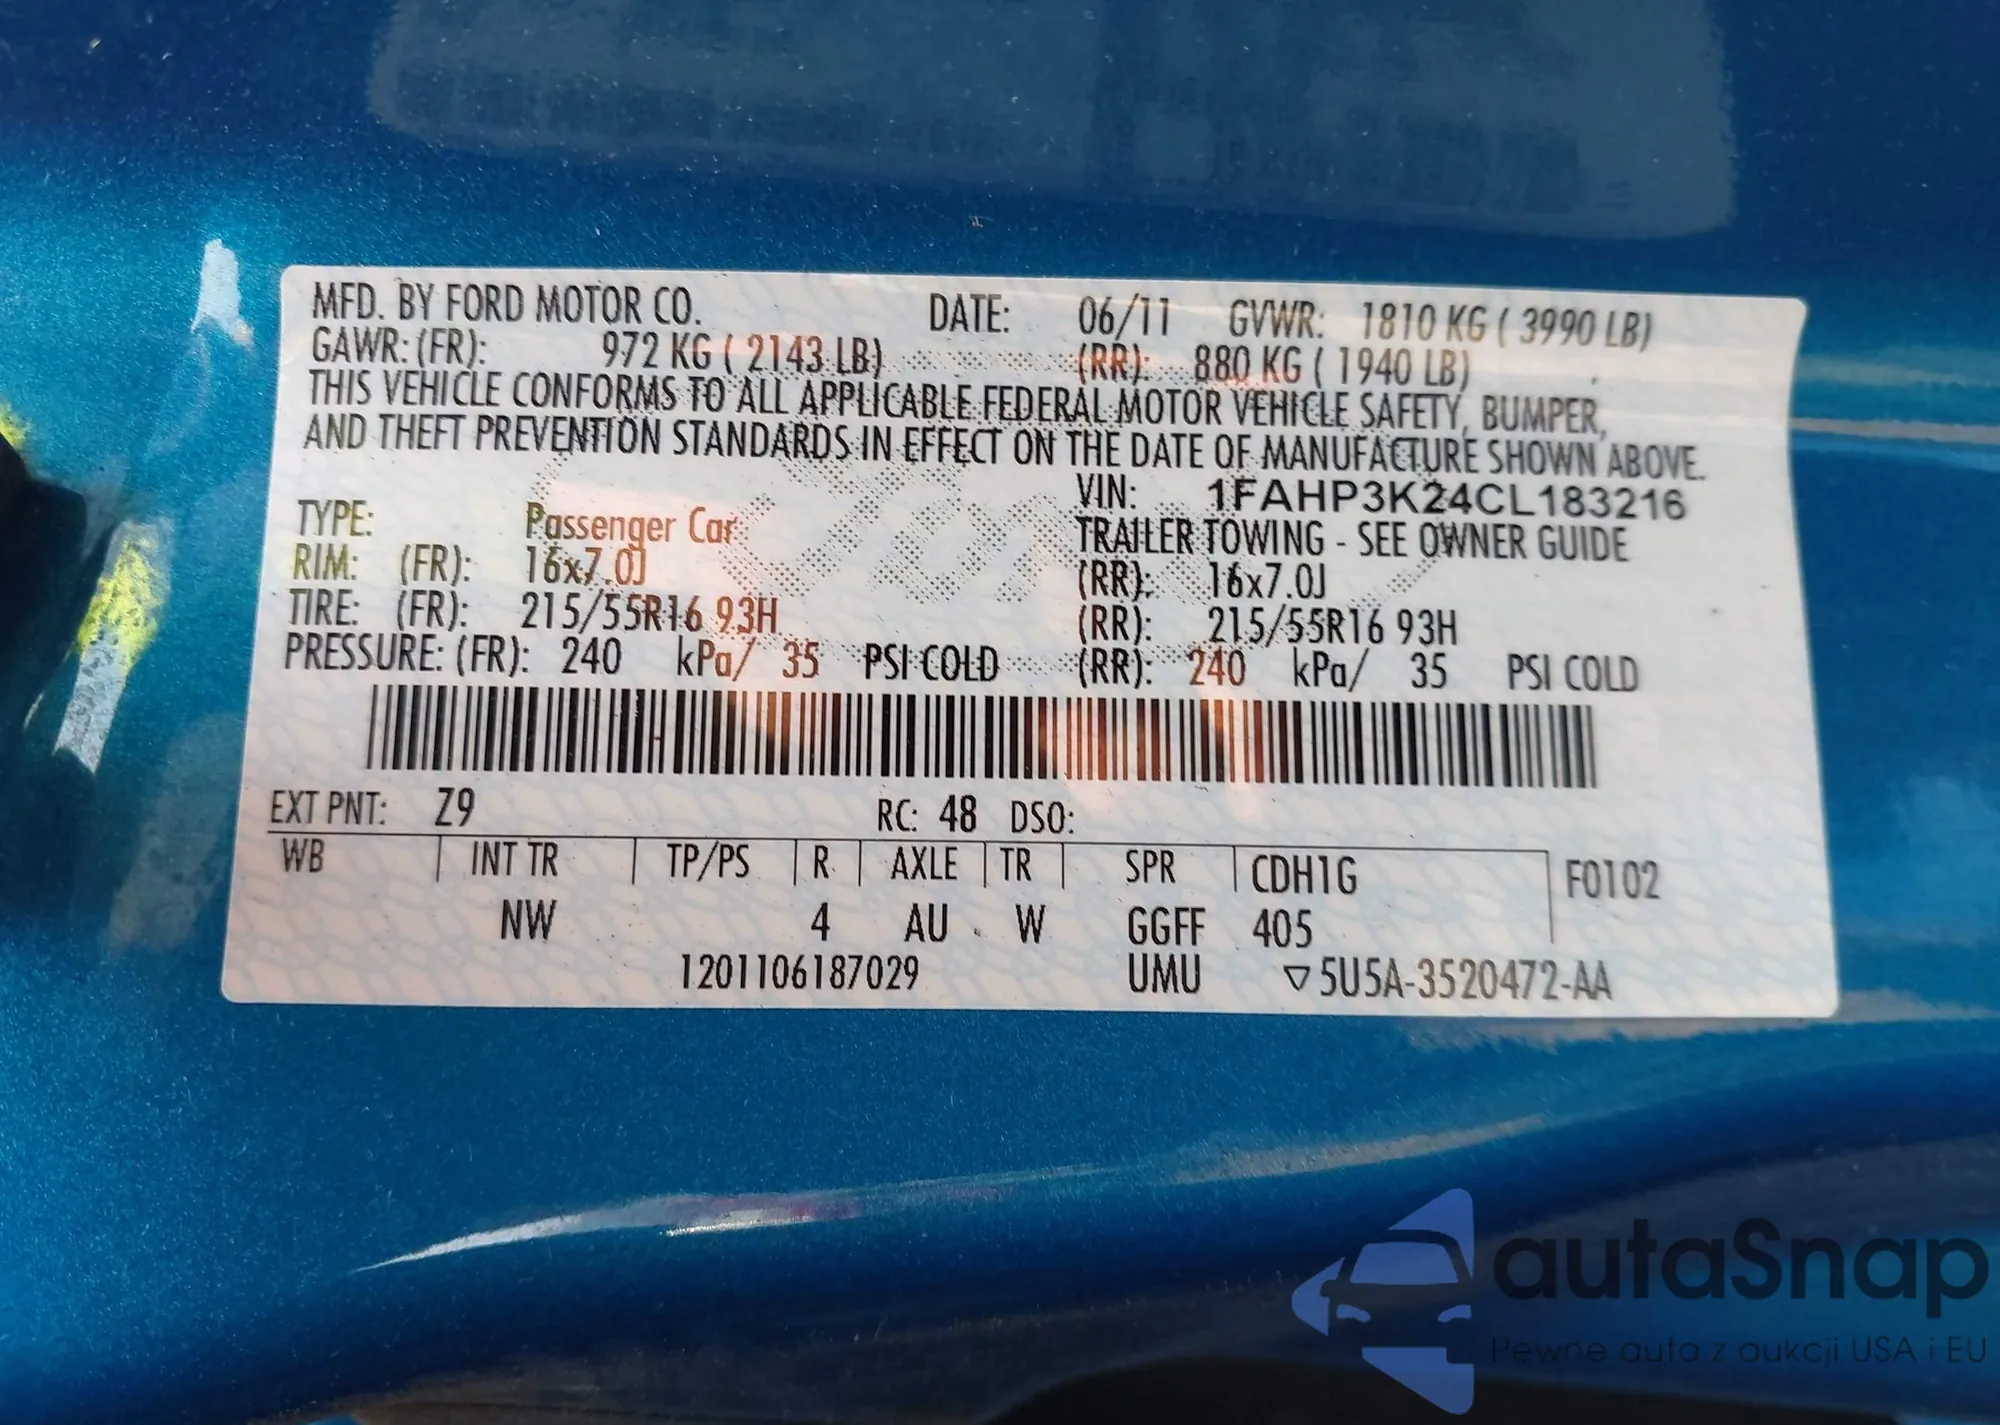 MFD. BY FORD MOTOR CO. DATE: 06/11 GVWR: 1810 KG ( 3990 LB)
GAWR: (FR): 972 KG ( 2143 LB) (RR): 880 KG ( 1940 LB)
THIS VEHICLE CONFORMS TO ALL APPLICABLE FEDERAL MOTOR VEHICLE SAFETY, BUMPER,
AND THEFT PREVENTION STANDARDS IN EFFECT ON THE DATE OF MANUFACTURE SHOWN ABOVE.
VIN: 1FAHP3K24CL183216
TYPE: Passenger Car TRAILER TOWING - SEE OWNER GUIDE
RIM: (FR): 16x7.0J (RR): 16x7.0J
TIRE: (FR): 215/55R16 93H (RR): 215/55R16 93H
PRESSURE: (FR): 240 kPa/ 35 PSI COLD (RR): 240 kPa/ 35 PSI COLD
EXT PNT: Z9 RC: 48 DSO:
WB INT TR TP/PS R AXLE TR SPR CDH1G F0102
NW 4 AU W GGFF 405
1201106187029 UMU ▽5U5A-3520472-AA
autaSnap
Pewne auta z aukcji USA i EU